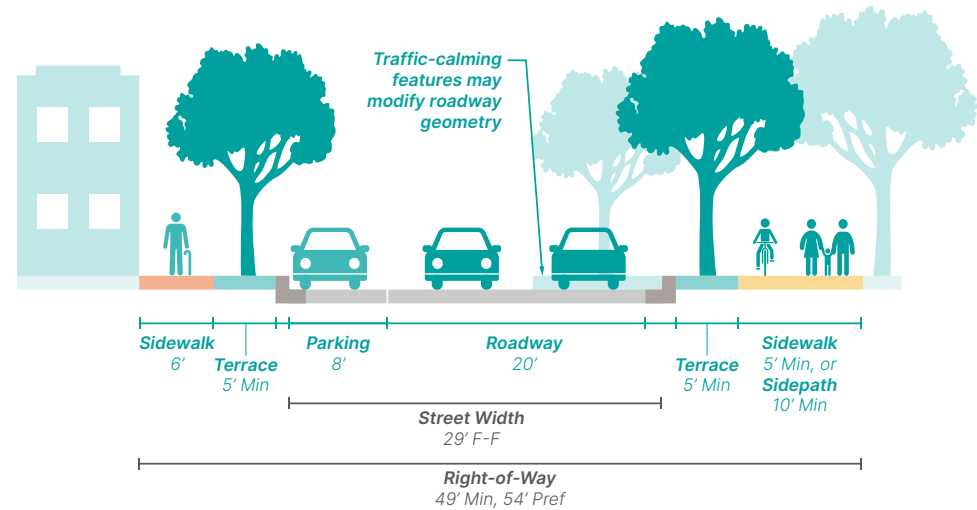 Traffic-calming
features may
modify roadway
geometry
Sidewalk
6’
Terrace
5’ Min
Parking
8’
Roadway
20’
Terrace
5’ Min
Sidewalk
5’ Min, or
Sidepath
10’ Min
Street Width
29’ F-F
Right-of-Way
49’ Min, 54’ Pref